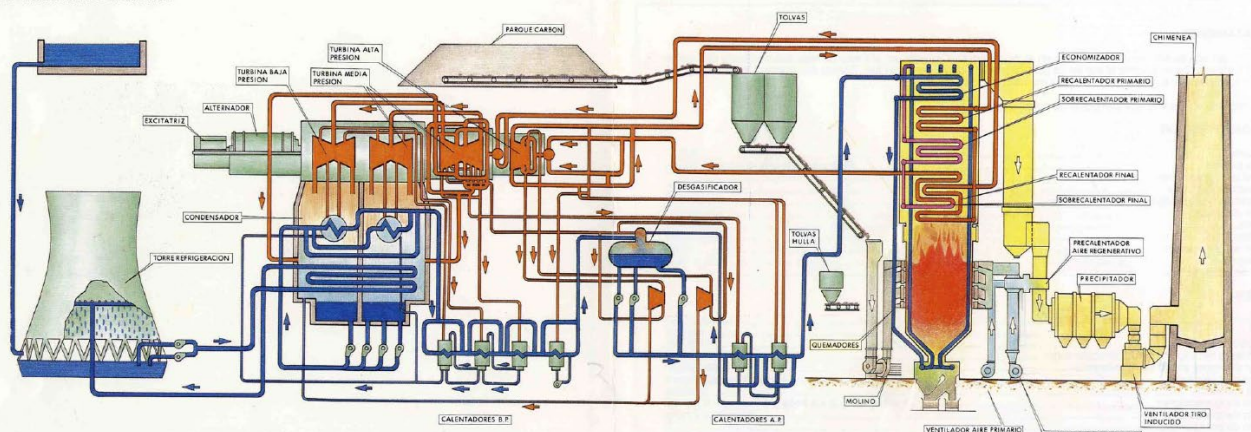 TOLVAS
PARQUE CARBON
CHIMENEA
TURBINA ALTA
PRESION
TURBINA BAJA
PRESION
TURBINA MEDIA
PRESION
ALTERNADOR
EXCITATRIZ
ECONOMIZADOR
RECALENTADOR PRIMARIO
SOBRECALENTADOR PRIMARIO
DESGASIFICADOR
RECALENTADOR FINAL
SOBRECALENTADOR FINAL
CONDENSADOR
TORRE REFRIGERACION
TOLVAS
HULLA
PRECALENTADOR
AIRE REGENERATIVO
PRECIPITADOR
QUEMADORES
MOLINO
CALENTADORES B.P.
CALENTADORES A.P.
VENTILADOR TIRO
INDUCIDO
VENTILADOR AIRE PRIMARIO